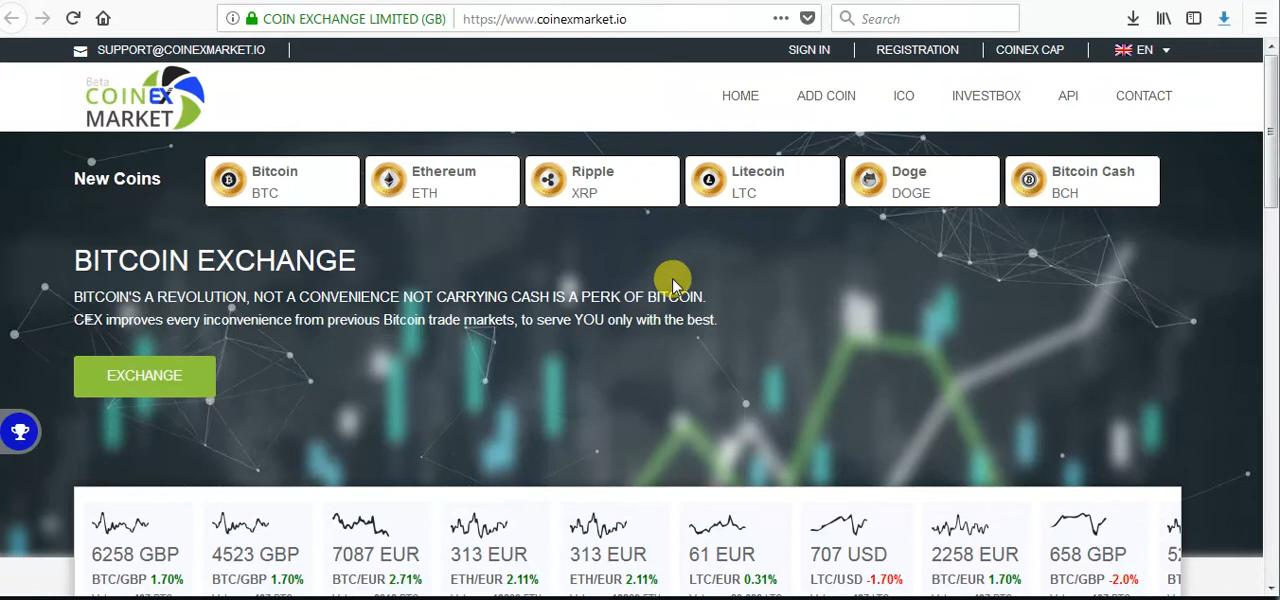 COIN EXCHANGE LIMITED (GB) https://www.coinexmarket.io Search
SUPPORT@COINEXMARKET.IO SIGN IN REGISTRATION COINEX CAP EN
Beta
COINEX
MARKET
HOME ADD COIN ICO INVESTBOX API CONTACT
New Coins
Bitcoin
BTC
Ethereum
ETH
Ripple
XRP
Litecoin
LTC
Doge
DOGE
Bitcoin Cash
BCH
BITCOIN EXCHANGE
BITCOIN'S A REVOLUTION, NOT A CONVENIENCE NOT CARRYING CASH IS A PERK OF BITCOIN.
CEX improves every inconvenience from previous Bitcoin trade markets, to serve YOU only with the best.
EXCHANGE
6258 GBP 4523 GBP 7087 EUR 313 EUR 313 EUR 61 EUR 707 USD 2258 EUR 658 GBP
BTC/GBP 1.70% BTC/GBP 1.70% BTC/EUR 2.71% ETH/EUR 2.11% ETH/EUR 2.11% LTC/EUR 0.31% LTC/USD -1.70% BTC/EUR 1.70% BTC/GBP -2.0%